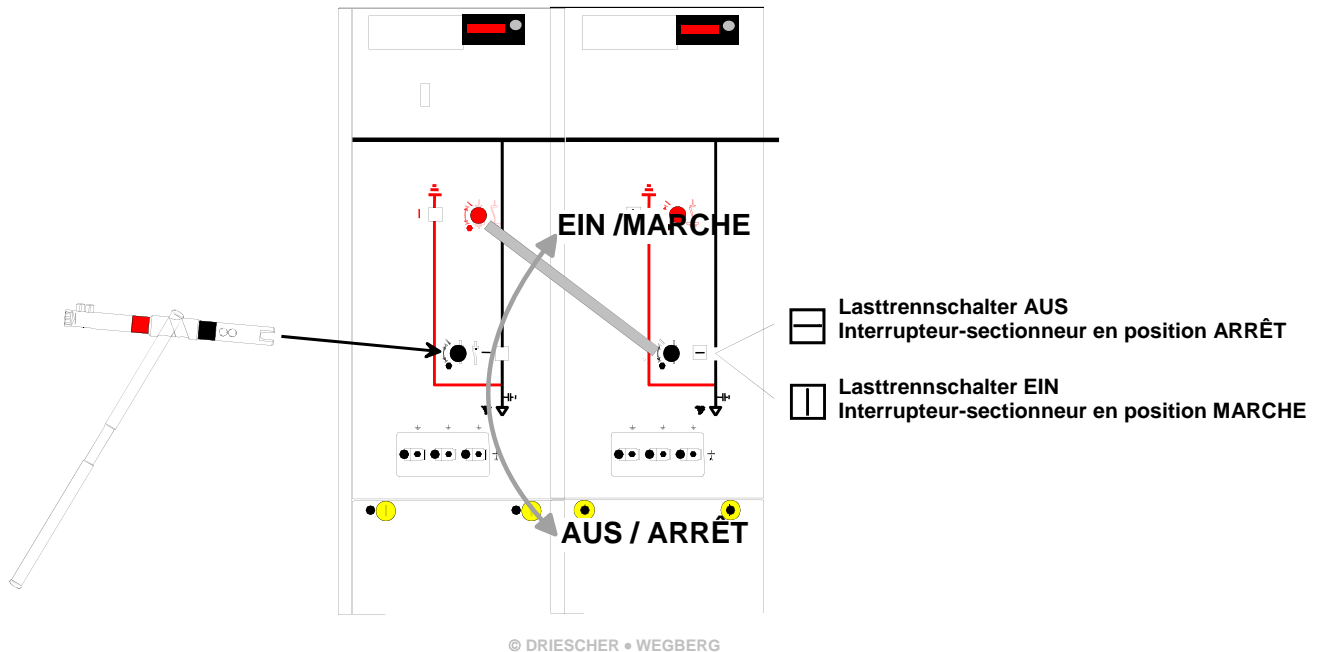 EIN /MARCHE
Lasttrennschalter AUS
Interrupteur-sectionneur en position ARRÊT
Lasttrennschalter EIN
Interrupteur-sectionneur en position MARCHE
AUS / ARRÊT
© DRIESCHER • WEGBERG